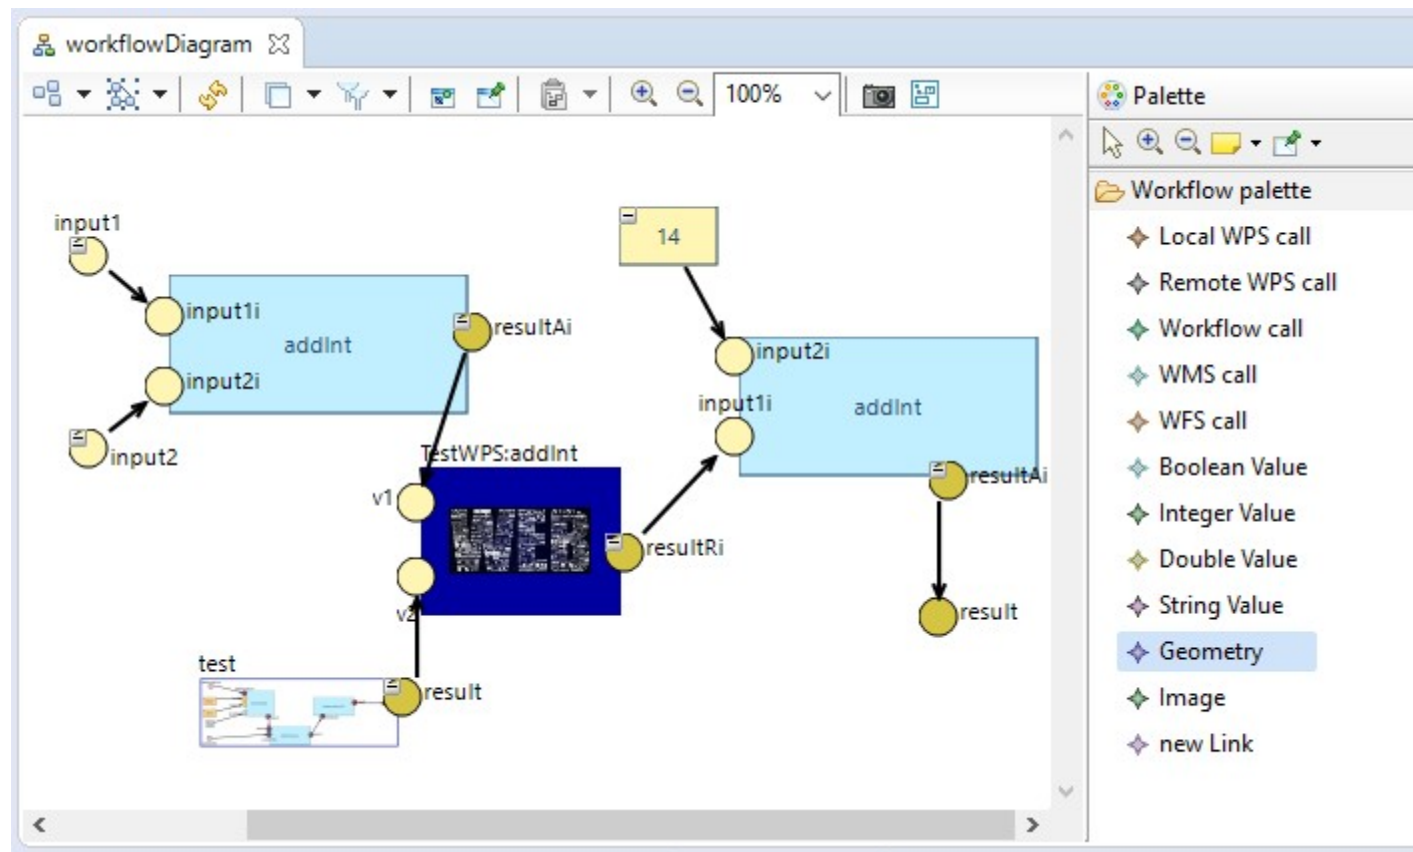 workflowDiagram
100%
Palette
Workflow palette
Local WPS call
Remote WPS call
Workflow call
WMS call
WFS call
Boolean Value
Integer Value
Double Value
String Value
Geometry
Image
new Link
input1
14
input1i
addInt
resultAi
input2i
input2
input2i
input1i
addInt
TestWPS:addInt
resultAi
v1
WEB
resultRi
v2
result
test
result